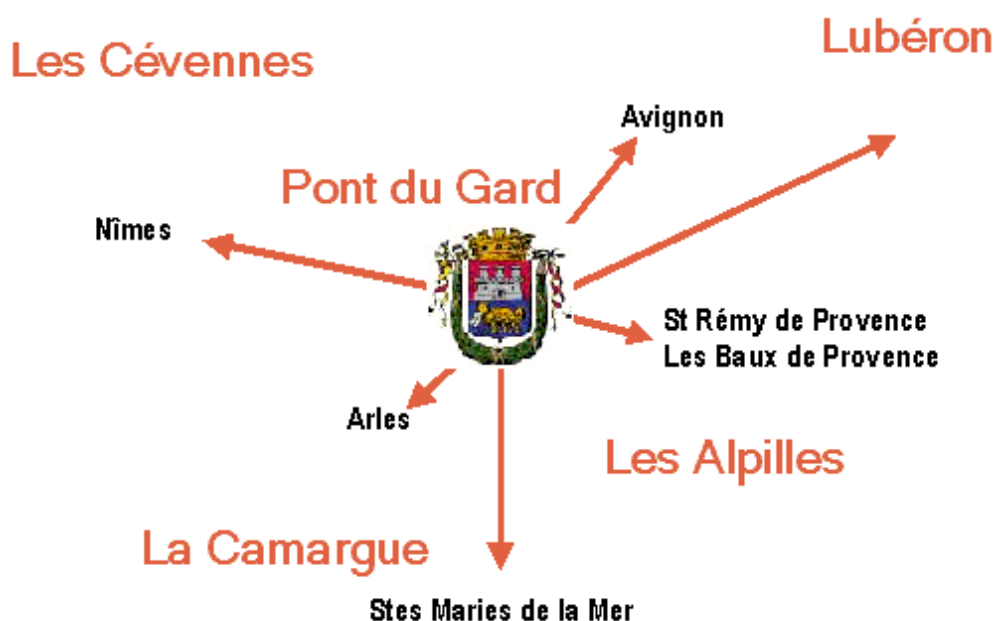 Lubéron
Les Cévennes
Avignon
Pont du Gard
Nîmes
St Rémy de Provence
Les Baux de Provence
Arles
Les Alpilles
La Camargue
Stes Maries de la Mer